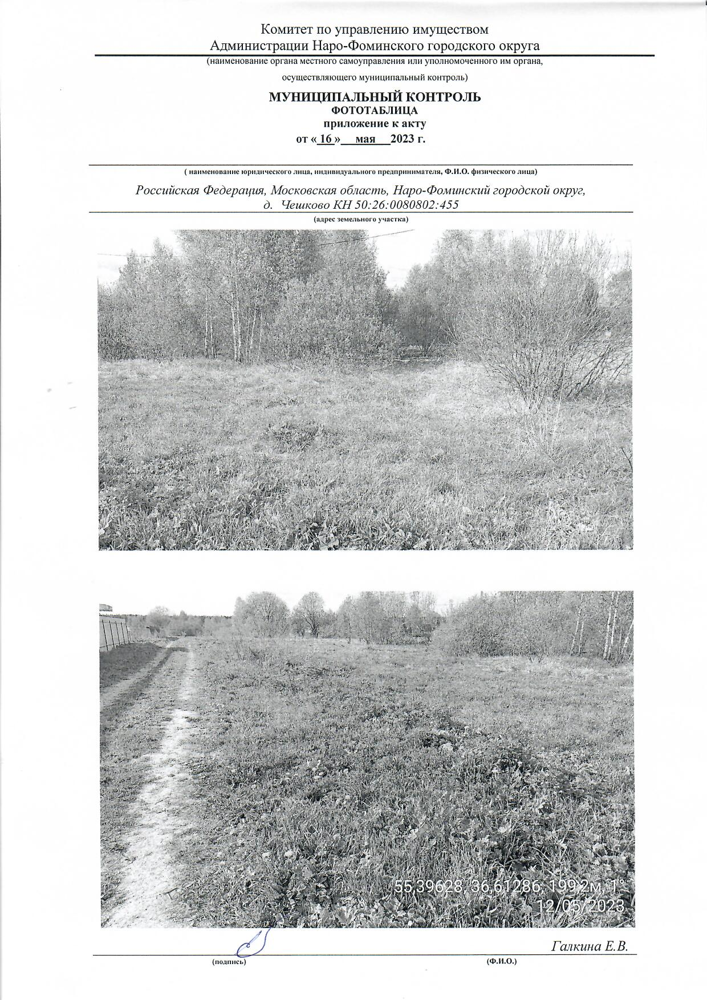 Комитет по управлению имуществом
Администрации Наро-Фоминского городского округа
(наименование органа местного самоуправления или уполномоченного им органа,
осуществляющего муниципальный контроль)
МУНИЦИПАЛЬНЫЙ КОНТРОЛЬ
ФОТОТАБЛИЦА
приложение к акту
от « 16 » мая 2023 г.
( наименование юридического лица, индивидуального предпринимателя, Ф.И.О. физического лица)
Российская Федерация, Московская область, Наро-Фоминский городской округ,
д. Чешково КН 50:26:0080802:455
(адрес земельного участка)
55,39628, 36,61286, 199,2м, 1°
12/05/2023
Галкина Е.В.
(подпись) (Ф.И.О.)